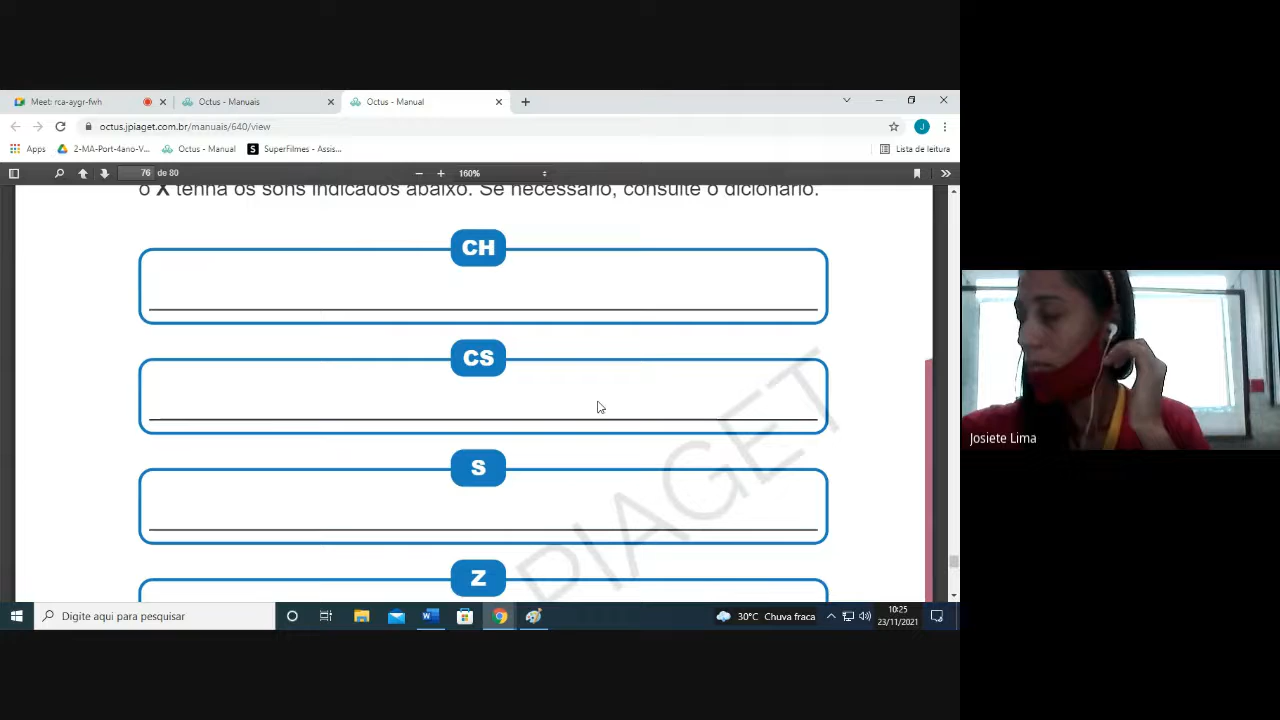 Meet: rca-aygr-fwh
Octus - Manuais
Octus - Manual
octus.jpiaget.com.br/manuais/640/view
Apps
2-MA-Port-4ano-V...
Octus - Manual
S
SuperFilmes - Assis...
Lista de leitura
J
76 de 80
160%
o X tenha os sons indicados abaixo. Se necessário, consulte o dicionário.
CH
CS
S
Z
PIAGET
Josiete Lima
Digite aqui para pesquisar
30°C Chuva fraca
10:25
23/11/2021